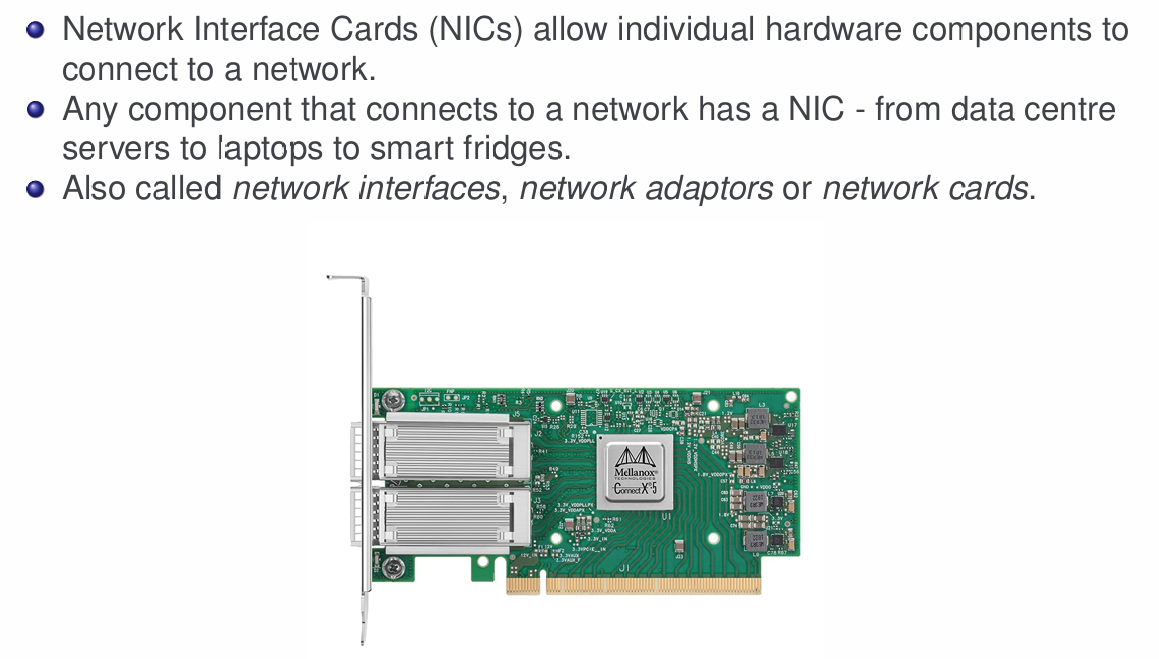 Network Interface Cards (NICs) allow individual hardware components to
connect to a network.
Any component that connects to a network has a NIC - from data centre
servers to laptops to smart fridges.
Also called network interfaces, network adaptors or network cards.
Mellanox
TECHNOLOGIES
ConnectX®5
U1
J1